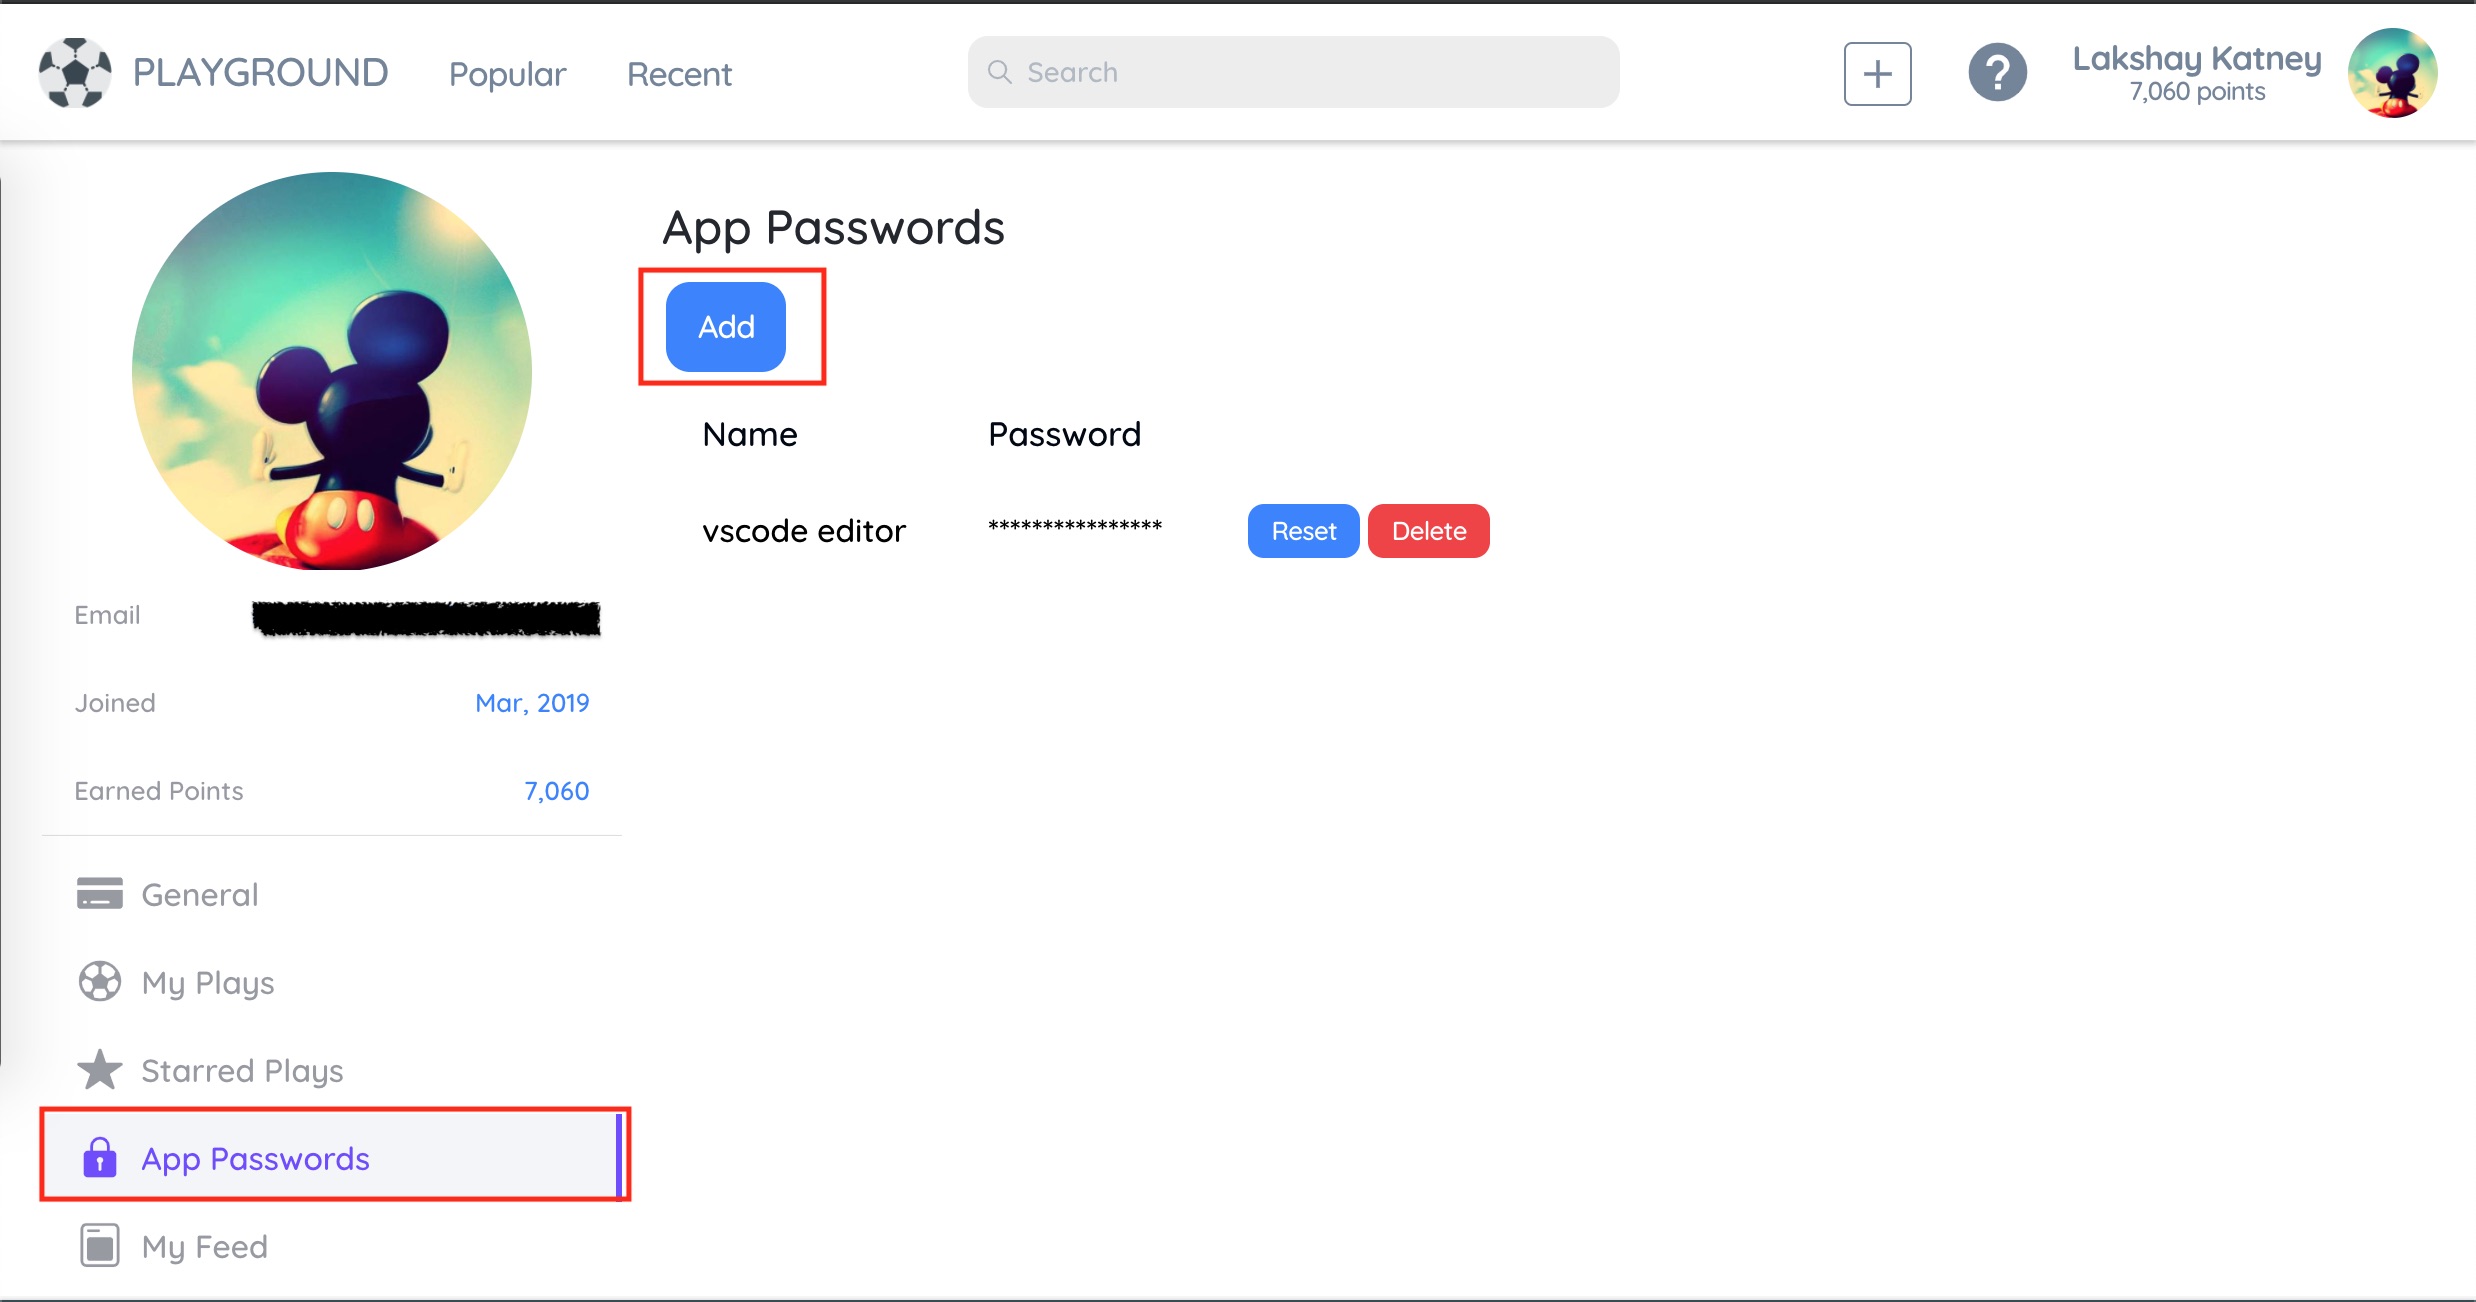 PLAYGROUND Popular Recent Search Lakshay Katney
7,060 points
App Passwords
Add
Name Password
vscode editor **************** Reset Delete
Email
Joined Mar, 2019
Earned Points 7,060
General
My Plays
Starred Plays
App Passwords
My Feed